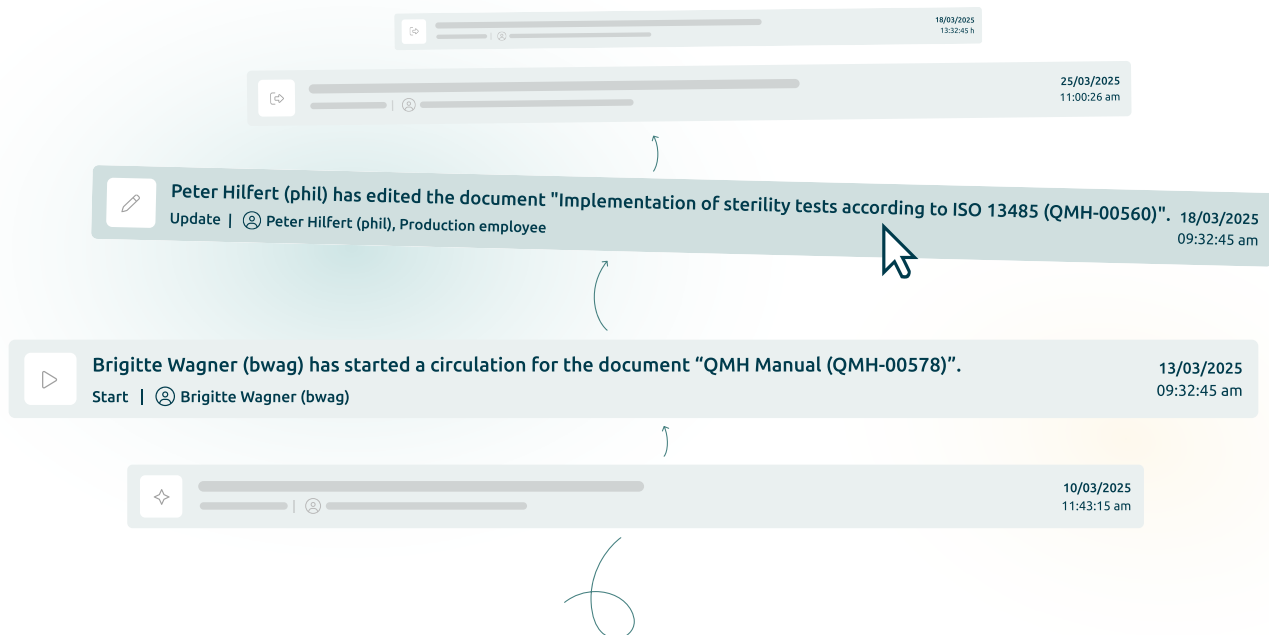 18/03/2025
13:32:45 h
25/03/2025
11:00:26 am
Peter Hilfert (phil) has edited the document "Implementation of sterility tests according to ISO 13485 (QMH-00560)".
18/03/2025
Update | Peter Hilfert (phil), Production employee
09:32:45 am
Brigitte Wagner (bwag) has started a circulation for the document “QMH Manual (QMH-00578)”.
13/03/2025
Start | Brigitte Wagner (bwag)
09:32:45 am
10/03/2025
11:43:15 am